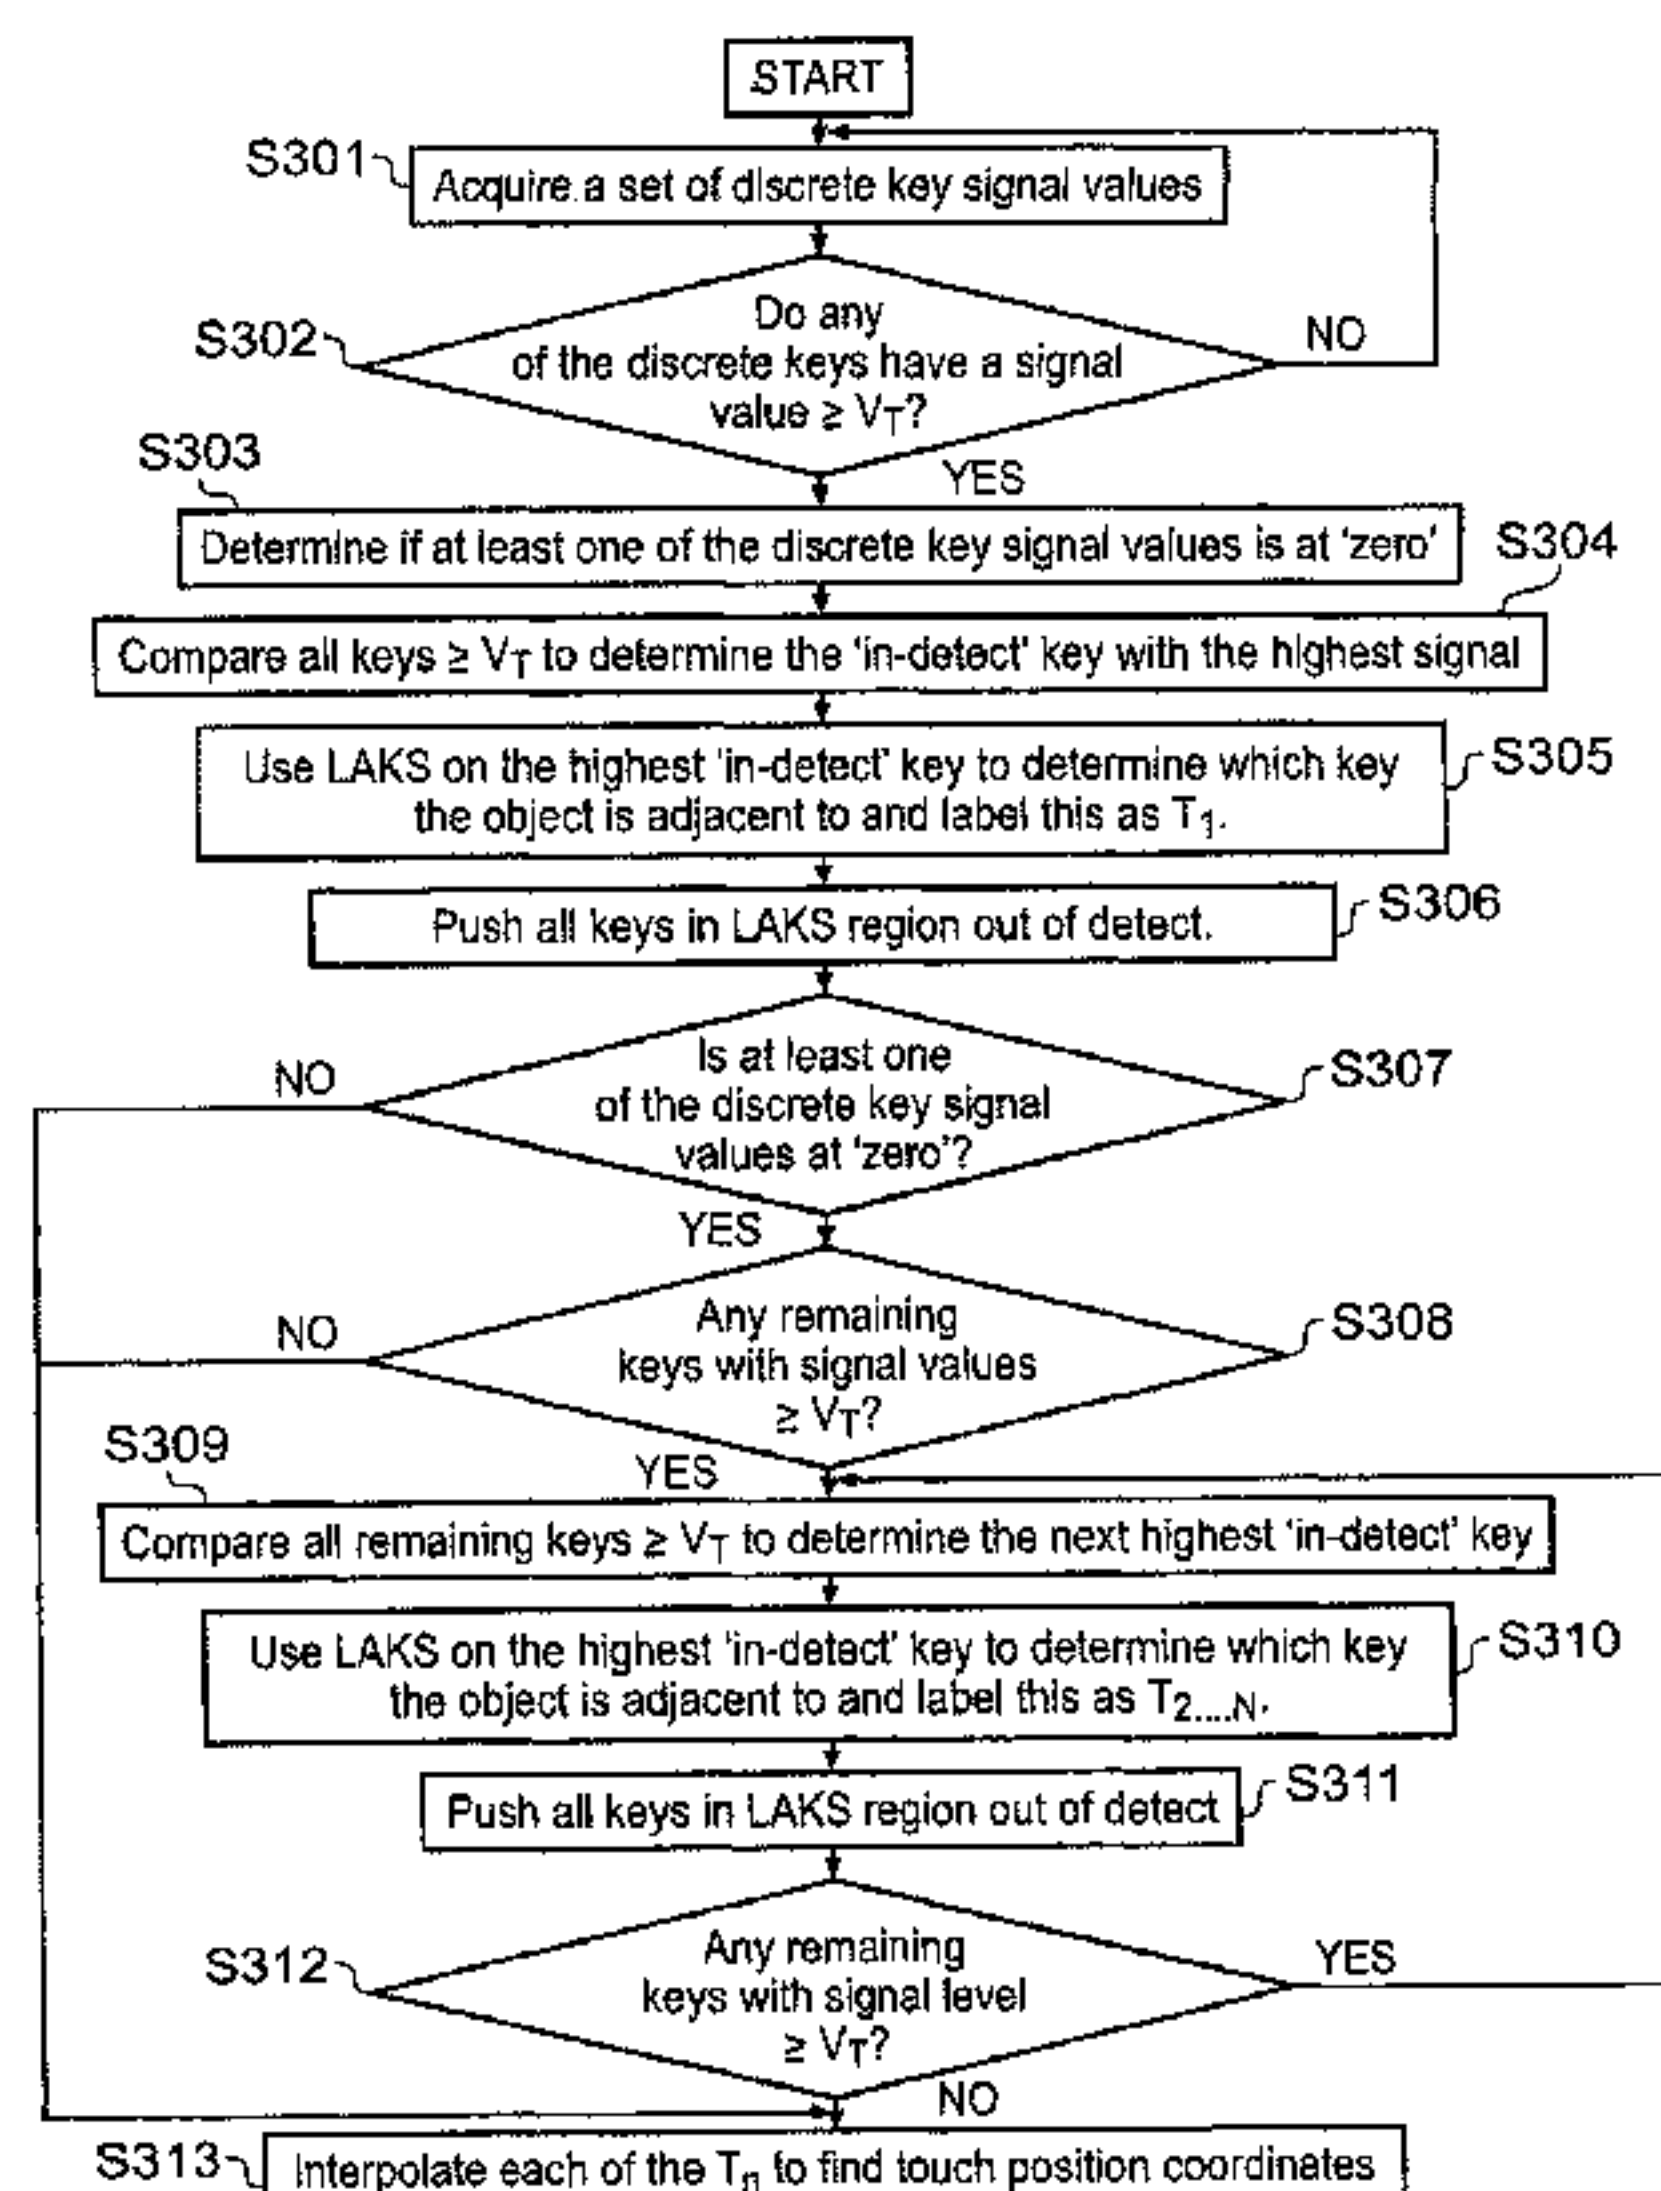 START
S301
Acquire a set of discrete key signal values
S302
Do any
of the discrete keys have a signal
value ≥ VT?
NO
YES
S303
Determine if at least one of the discrete key signal values is at 'zero'
S304
Compare all keys ≥ VT to determine the 'in-detect' key with the highest signal
Use LAKS on the highest 'in-detect' key to determine which key
the object is adjacent to and label this as T1.
S305
Push all keys in LAKS region out of detect.
S306
Is at least one
of the discrete key signal
values at 'zero'?
S307
NO
YES
Any remaining
keys with signal values
≥ VT?
S308
NO
YES
S309
Compare all remaining keys ≥ VT to determine the next highest 'in-detect' key
Use LAKS on the highest 'in-detect' key to determine which key
the object is adjacent to and label this as T2....N.
S310
Push all keys in LAKS region out of detect
S311
S312
Any remaining
keys with signal level
≥ VT?
YES
NO
S313
Interpolate each of the Tn to find touch position coordinates